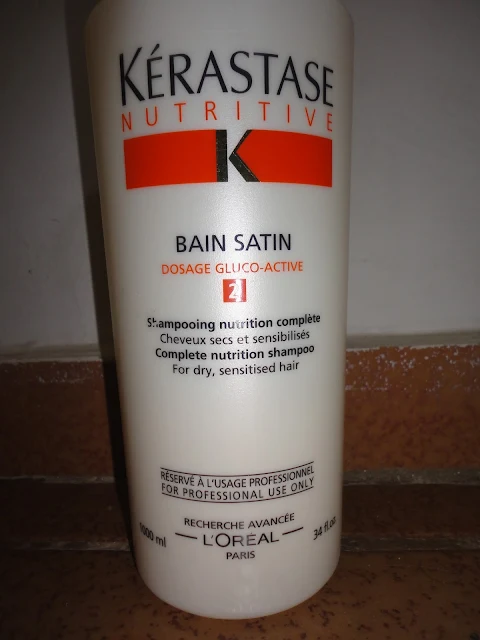 KÉRASTASE
NUTRITIVE
K
BAIN SATIN
DOSAGE GLUCO-ACTIVE
2
Shampooing nutrition complète
Cheveux secs et sensibilisés
Complete nutrition shampoo
For dry, sensitised hair
RÉSERVÉ À L'USAGE PROFESSIONNEL
FOR PROFESSIONAL USE ONLY
RECHERCHE AVANCÉE
1000 ml — L'ORÉAL — 34 fl.oz
PARIS